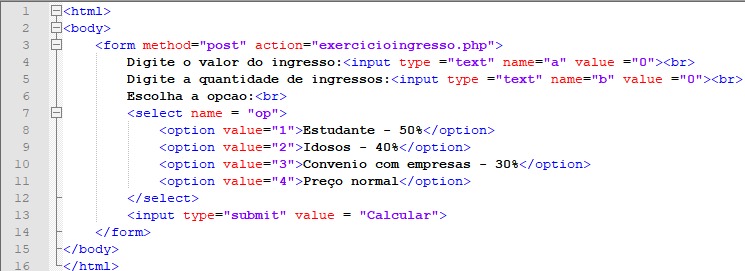 1 <html>
2 <body>
3 <form method="post" action="exercicioingresso.php">
4 Digite o valor do ingresso:<input type ="text" name="a" value ="0"><br>
5 Digite a quantidade de ingressos:<input type ="text" name="b" value ="0"><br>
6 Escolha a opcao:<br>
7 <select name = "op">
8 <option value="1">Estudante - 50%</option>
9 <option value="2">Idosos - 40%</option>
10 <option value="3">Convenio com empresas - 30%</option>
11 <option value="4">Preço normal</option>
12 </select>
13 <input type="submit" value = "Calcular">
14 </form>
15 </body>
16 </html>